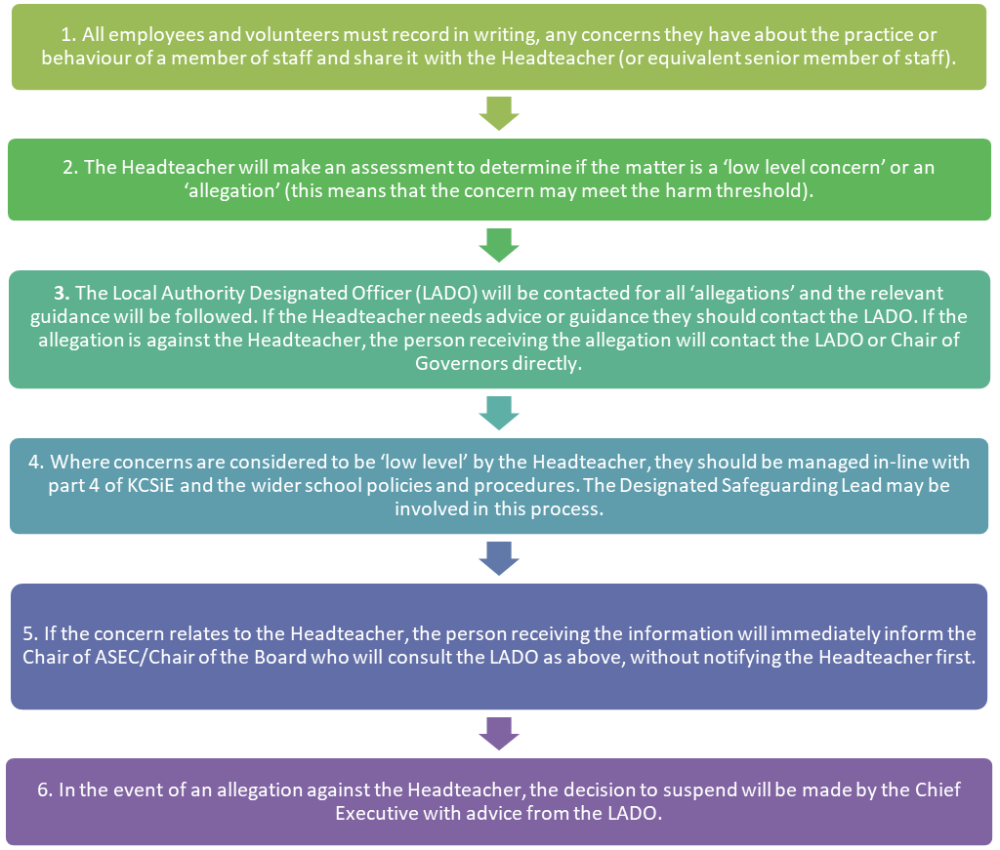 1. All employees and volunteers must record in writing, any concerns they have about the practice or
behaviour of a member of staff and share it with the Headteacher (or equivalent senior member of staff).
2. The Headteacher will make an assessment to determine if the matter is a ‘low level concern’ or an
‘allegation’ (this means that the concern may meet the harm threshold).
3. The Local Authority Designated Officer (LADO) will be contacted for all ‘allegations’ and the relevant
guidance will be followed. If the Headteacher needs advice or guidance they should contact the LADO. If the
allegation is against the Headteacher, the person receiving the allegation will contact the LADO or Chair of
Governors directly.
4. Where concerns are considered to be ‘low level’ by the Headteacher, they should be managed in-line with
part 4 of KCSiE and the wider school policies and procedures. The Designated Safeguarding Lead may be
involved in this process.
5. If the concern relates to the Headteacher, the person receiving the information will immediately inform the
Chair of ASEC/Chair of the Board who will consult the LADO as above, without notifying the Headteacher first.
6. In the event of an allegation against the Headteacher, the decision to suspend will be made by the Chief
Executive with advice from the LADO.